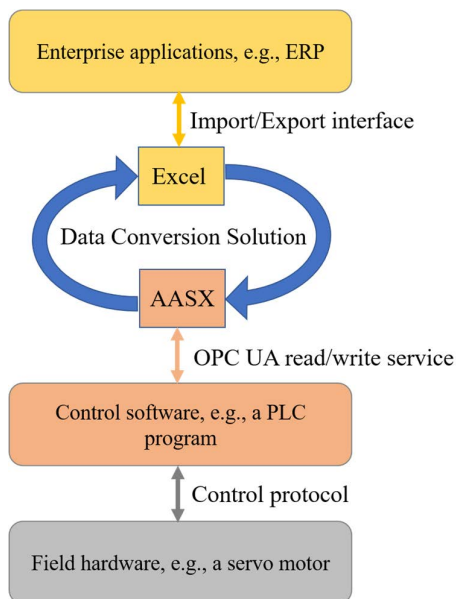 Enterprise applications, e.g., ERP
Import/Export interface
Excel
Data Conversion Solution
AASX
OPC UA read/write service
Control software, e.g., a PLC
program
Control protocol
Field hardware, e.g., a servo motor